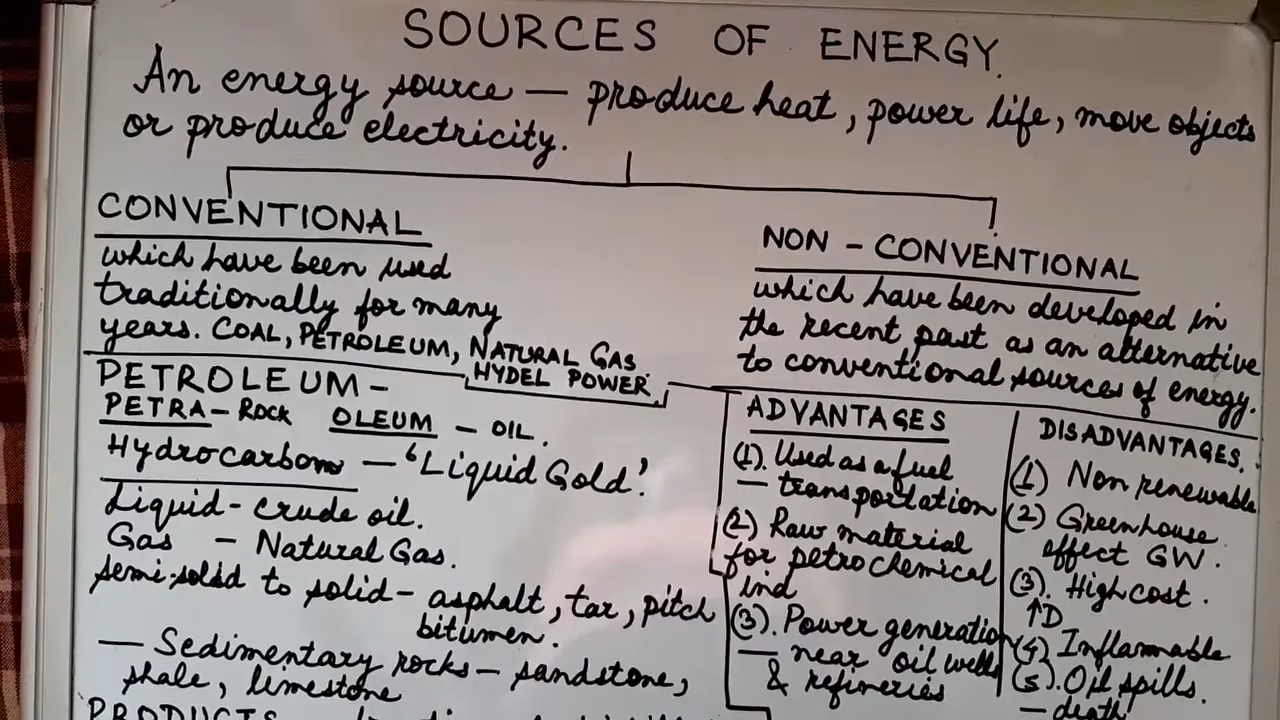 SOURCES OF ENERGY.
An energy source — produce heat, power life, move objects
or produce electricity.
CONVENTIONAL
which have been used
traditionally for many
years. COAL, PETROLEUM, NATURAL GAS.
HYDEL POWER.
NON - CONVENTIONAL
which have been developed in
the recent past as an alternative
to conventional sources of energy.
PETROLEUM -
PETRA - ROCK OLEUM - OIL.
Hydrocarbons - 'Liquid Gold'.
Liquid - crude oil.
Gas - Natural Gas.
semi-solid to solid - asphalt, tar, pitch
bitumen.
— Sedimentary rocks - sandstone,
shale, limestone
PRODUCTS
ADVANTAGES
(1). Used as a fuel
— transportation
(2) Raw material
for petrochemical
ind
(3). Power generation
— near oil wells
& refineries
DISADVANTAGES.
(1) Non renewable
(2) Greenhouse
effect GW.
(3). High cost.
↑D
(4) Inflammable
(5). Oil spills.
— death